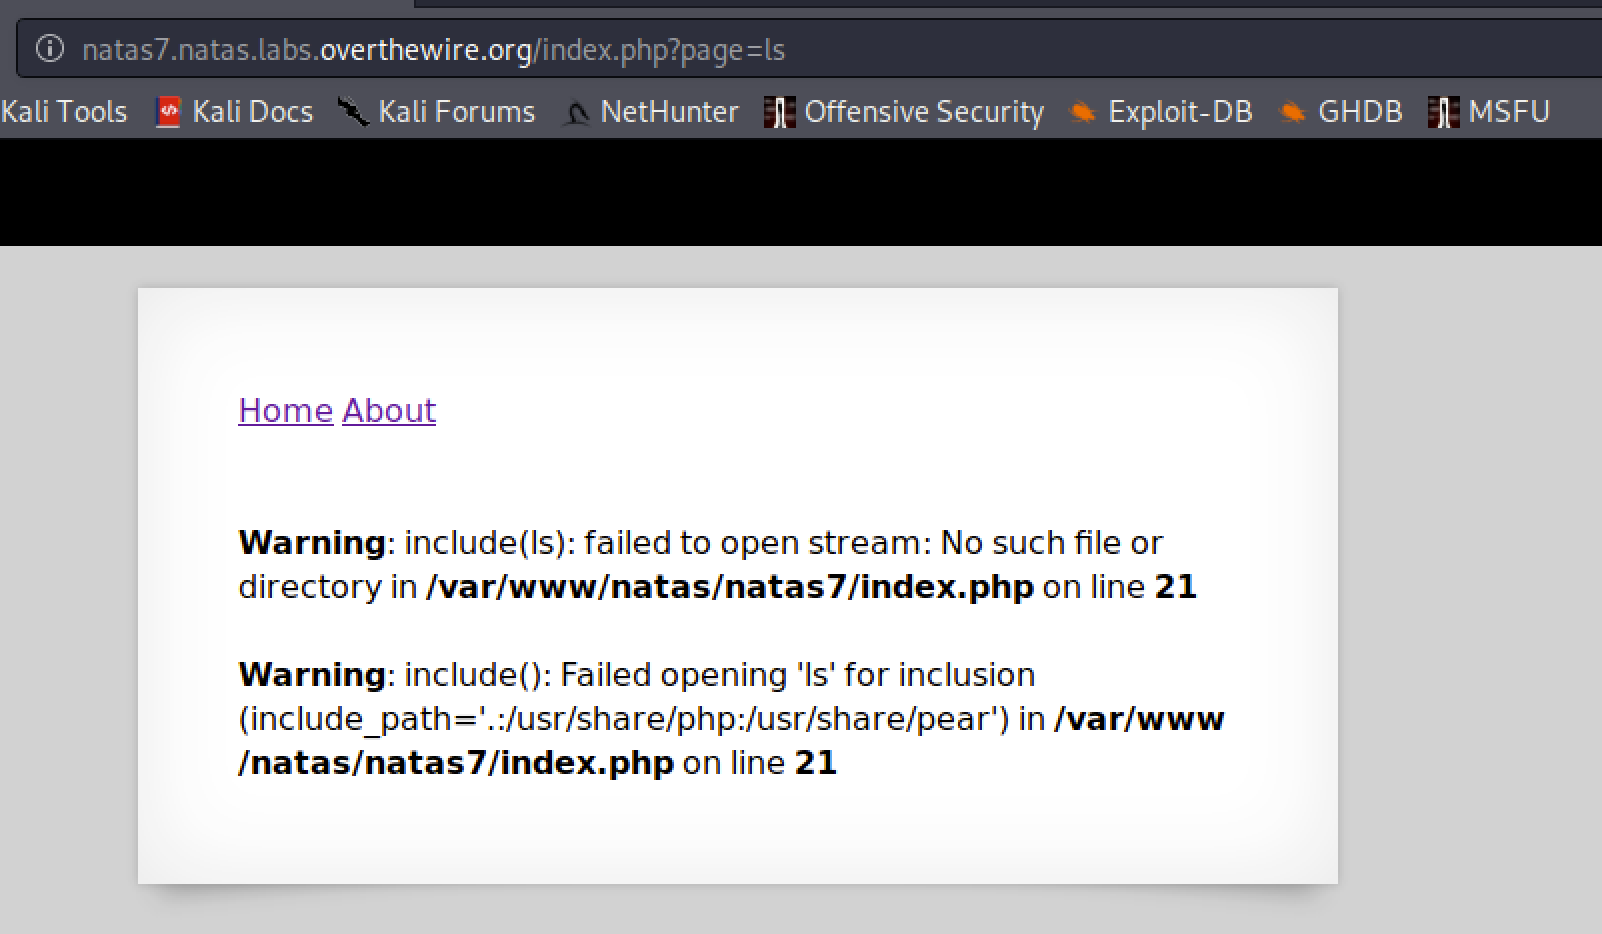 natas7.natas.labs.overthewire.org/index.php?page=ls
Kali Tools Kali Docs Kali Forums NetHunter Offensive Security Exploit-DB GHDB MSFU
Home About
Warning: include(ls): failed to open stream: No such file or
directory in /var/www/natas/natas7/index.php on line 21
Warning: include(): Failed opening 'ls' for inclusion
(include_path='.:/usr/share/php:/usr/share/pear') in /var/www
/natas/natas7/index.php on line 21